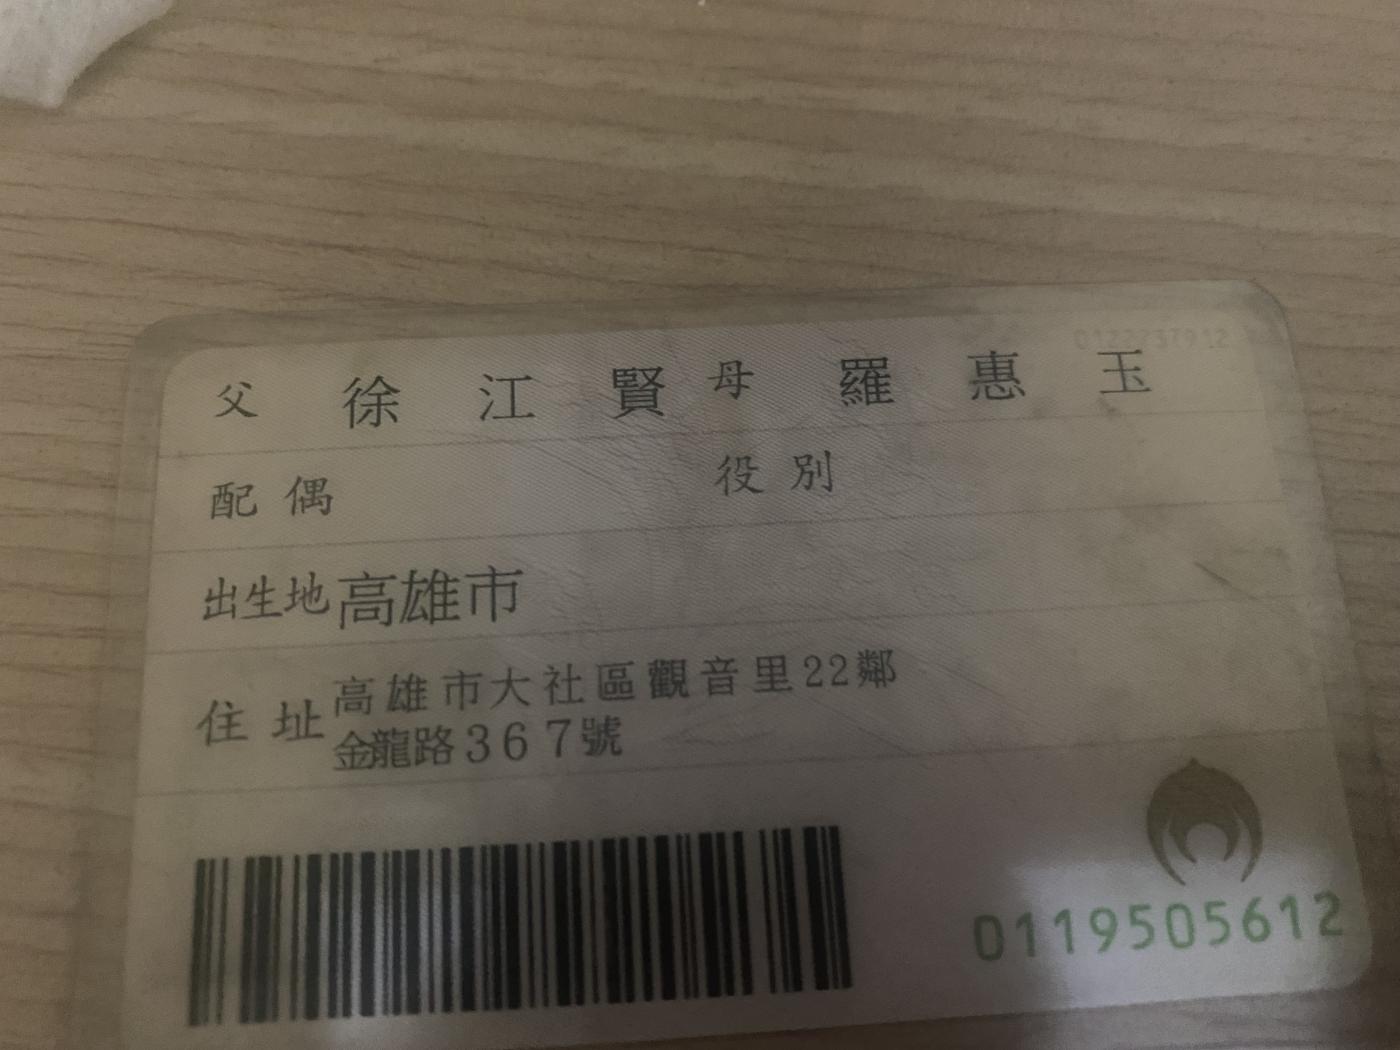 父 徐 江 賢 母 羅 惠 玉
配偶 役別
出生地 高雄市
住址 高雄市大社區觀音里22鄰
金龍路367號
0119505612